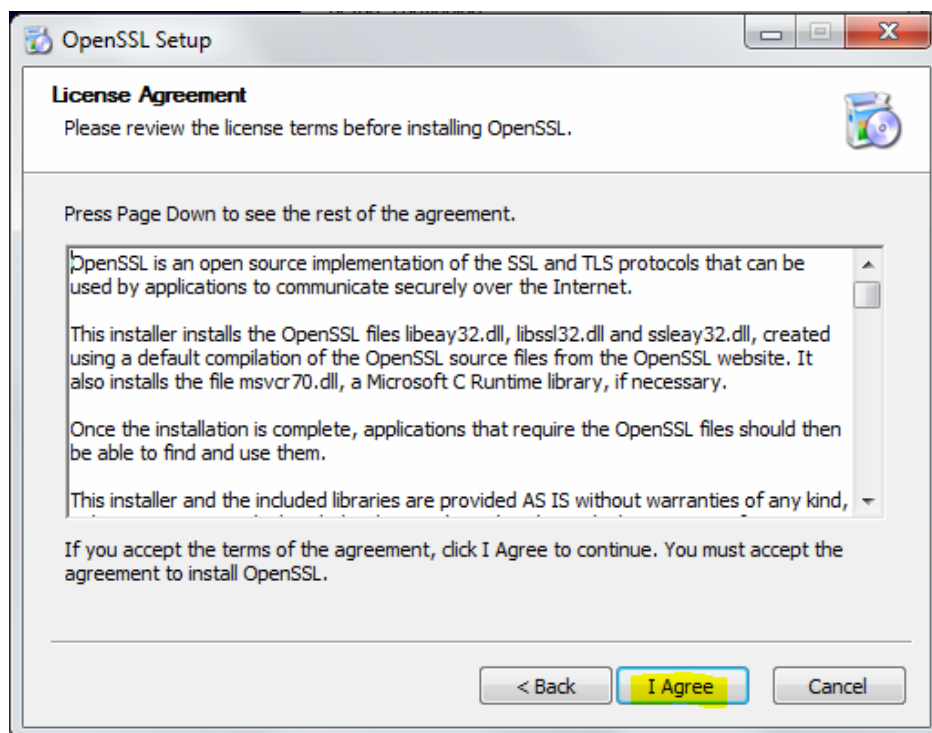 OpenSSL Setup
License Agreement
Please review the license terms before installing OpenSSL.
Press Page Down to see the rest of the agreement.
OpenSSL is an open source implementation of the SSL and TLS protocols that can be
used by applications to communicate securely over the Internet.
This installer installs the OpenSSL files libeay32.dll, libssl32.dll and ssleay32.dll, created
using a default compilation of the OpenSSL source files from the OpenSSL website. It
also installs the file msvcr70.dll, a Microsoft C Runtime library, if necessary.
Once the installation is complete, applications that require the OpenSSL files should then
be able to find and use them.
This installer and the included libraries are provided AS IS without warranties of any kind,
If you accept the terms of the agreement, click I Agree to continue. You must accept the
agreement to install OpenSSL.
< Back
I Agree
Cancel